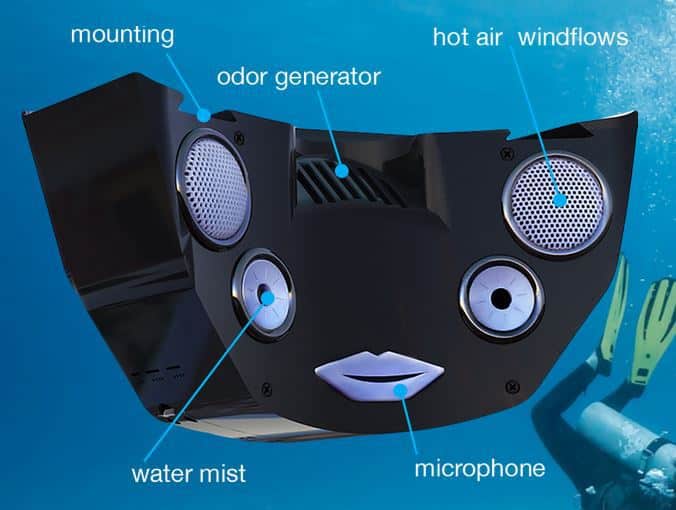 mounting
hot air windflows
odor generator
water mist
microphone